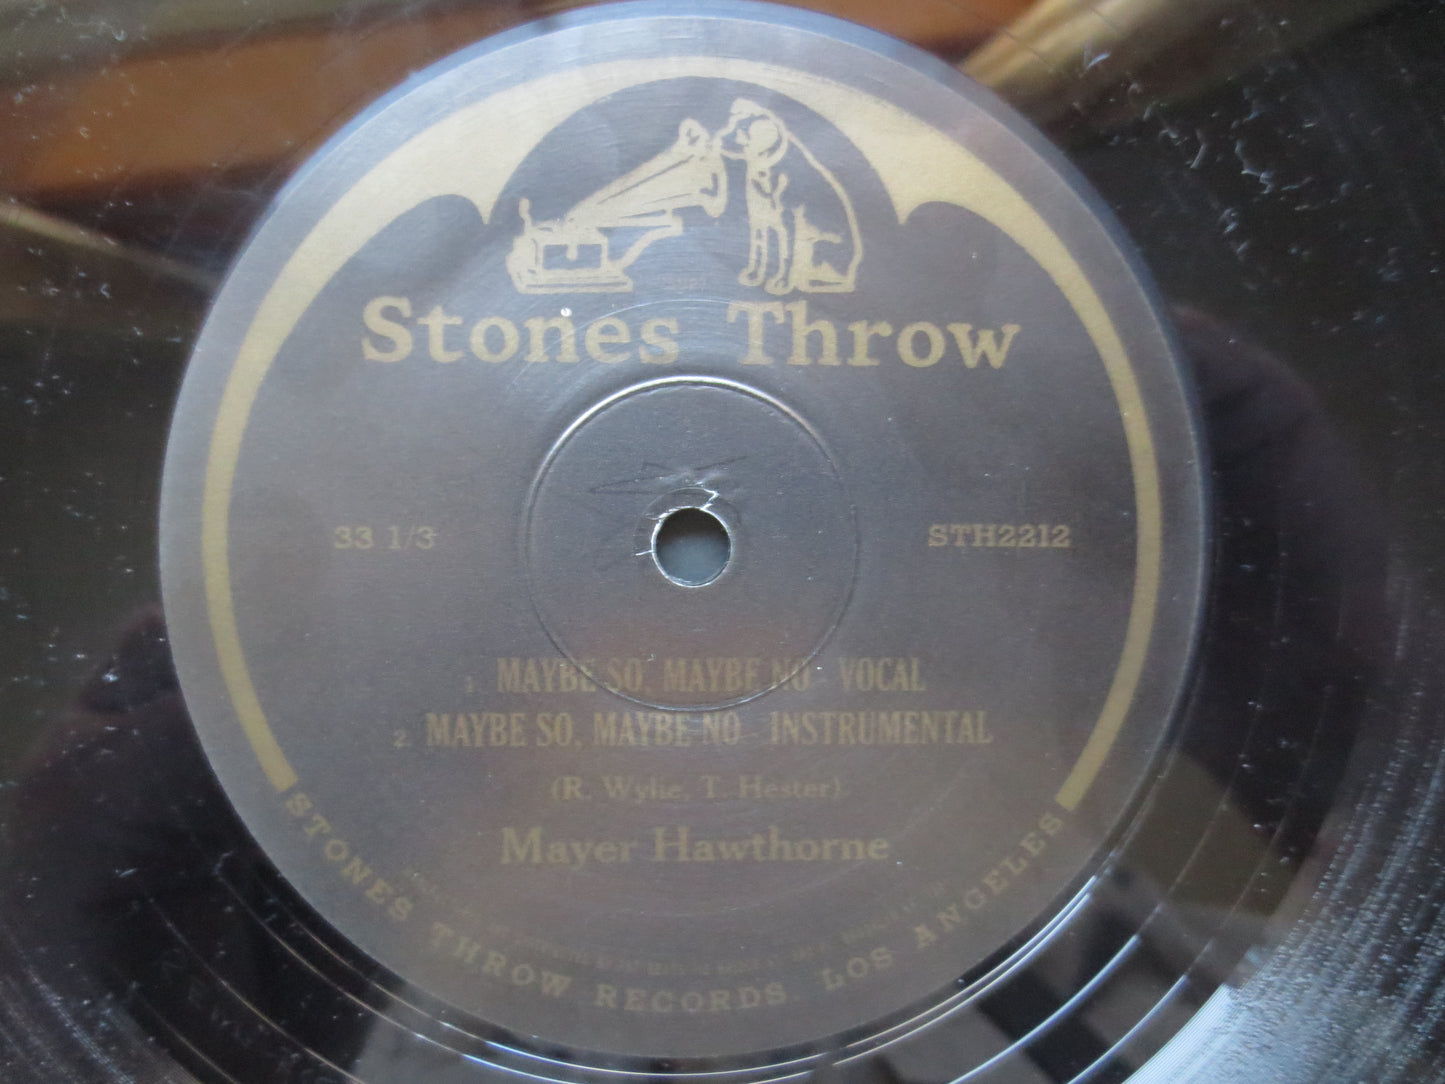 Stones Throw
33 1/3
STH2212
1. MAYBE SO, MAYBE NO - VOCAL
2. MAYBE SO, MAYBE NO - INSTRUMENTAL
(R. Wylie, T. Hester)
Mayer Hawthorne
STONES THROW RECORDS. LOS ANGELES